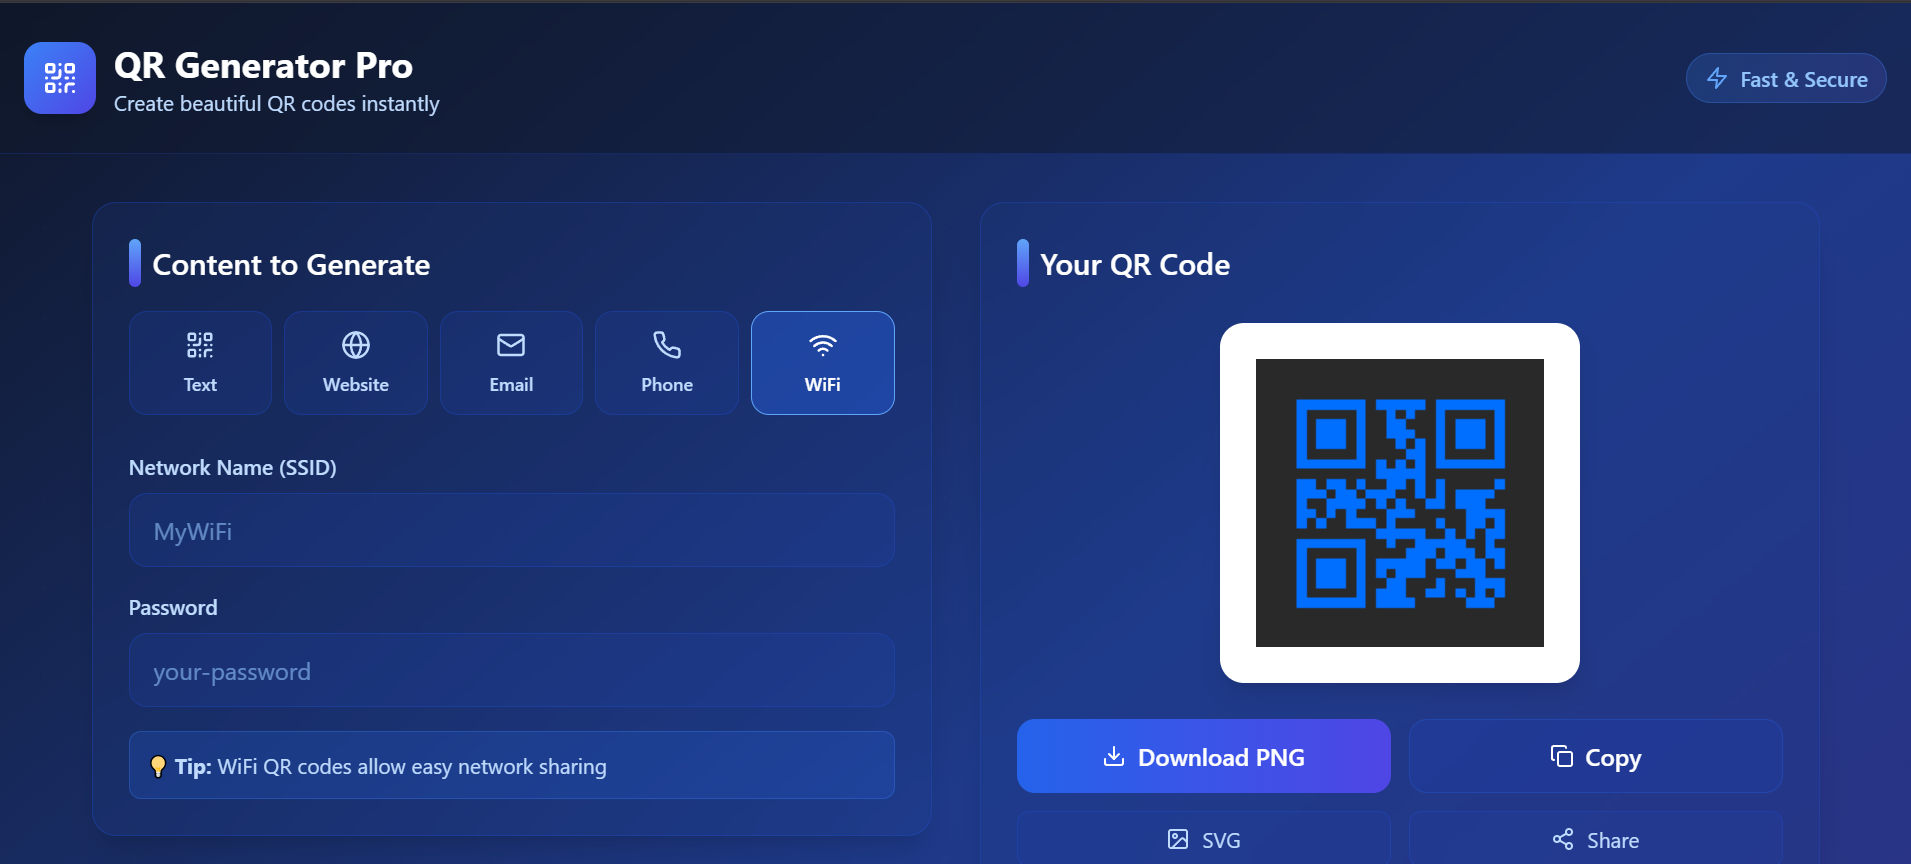 QR Generator Pro
Create beautiful QR codes instantly
Fast & Secure
Content to Generate
Text
Website
Email
Phone
WiFi
Network Name (SSID)
MyWiFi
Password
your-password
Tip: WiFi QR codes allow easy network sharing
Your QR Code
Download PNG
Copy
SVG
Share